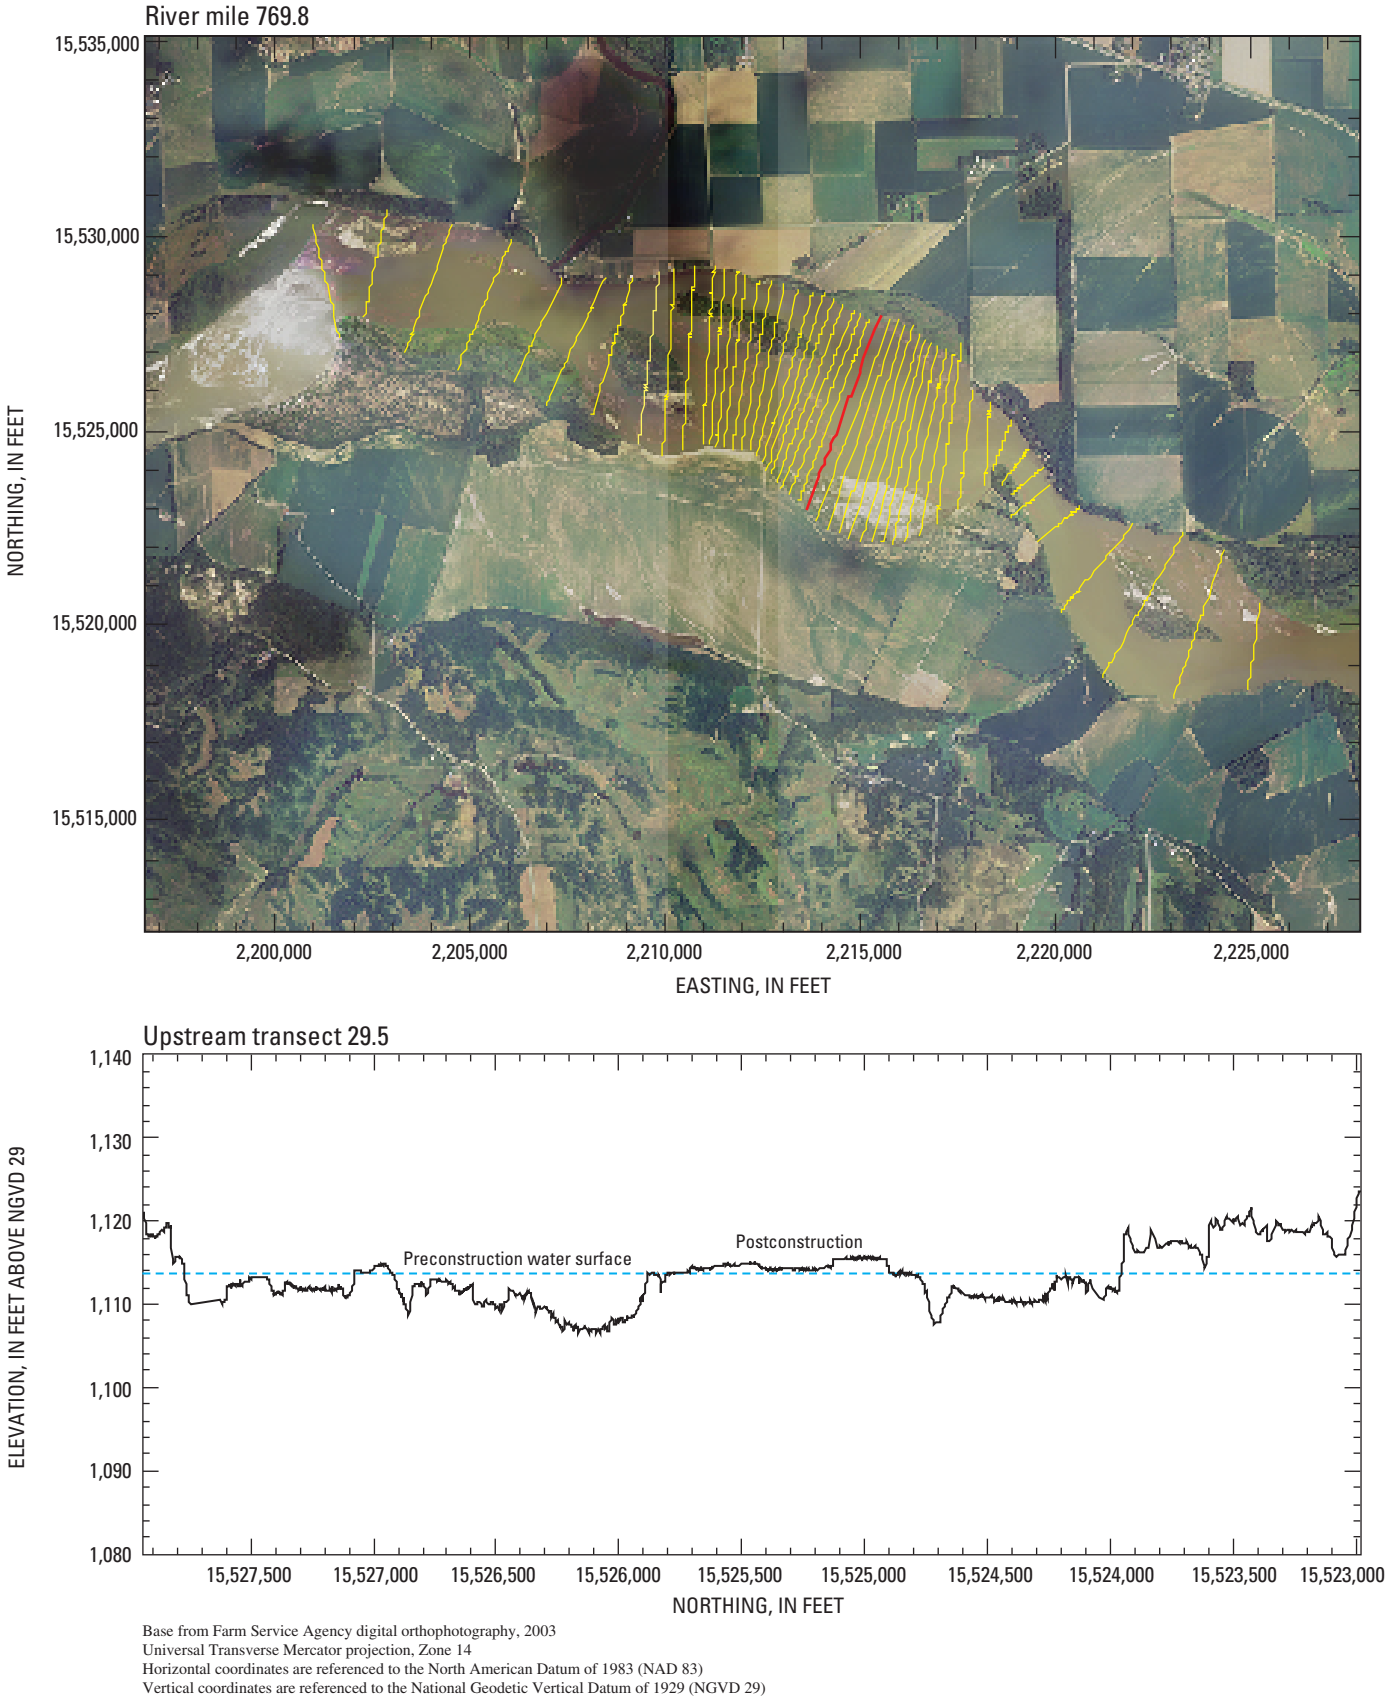 River mile 769.8
15,535,000
15,530,000
15,525,000
15,520,000
15,515,000
NORTHING, IN FEET
2,200,000 2,205,000 2,210,000 2,215,000 2,220,000 2,225,000
EASTING, IN FEET
Upstream transect 29.5
1,140
1,130
1,120
1,110
1,100
1,090
1,080
ELEVATION, IN FEET ABOVE NGVD 29
Preconstruction water surface
Postconstruction
15,527,500 15,527,000 15,526,500 15,526,000 15,525,500 15,525,000 15,524,500 15,524,000 15,523,500 15,523,000
NORTHING, IN FEET
Base from Farm Service Agency digital orthophotography, 2003
Universal Transverse Mercator projection, Zone 14
Horizontal coordinates are referenced to the North American Datum of 1983 (NAD 83)
Vertical coordinates are referenced to the National Geodetic Vertical Datum of 1929 (NGVD 29)